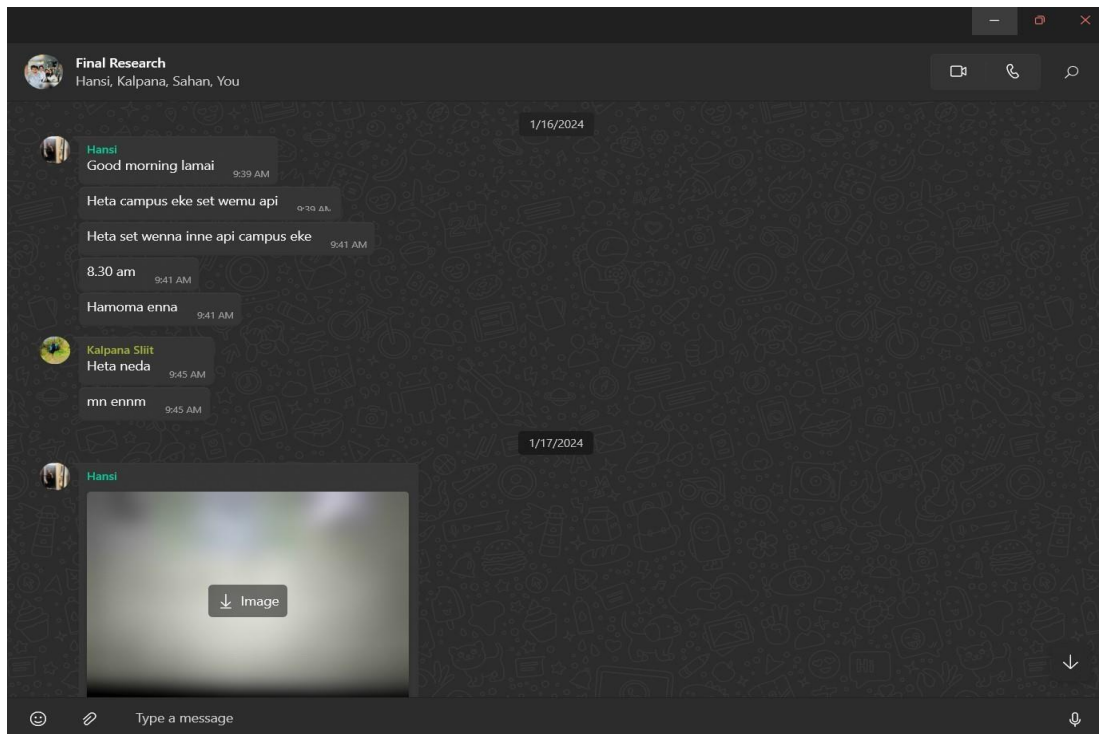 Final Research
Hansi, Kalpana, Sahan, You
1/16/2024
Hansi
Good morning lamai 9:39 AM
Heta campus eke set wemu api 9:39 AM
Heta set wenna inne api campus eke 9:41 AM
8.30 am 9:41 AM
Hamoma enna 9:41 AM
Kalpana Sliit
Heta neda 9:45 AM
mn ennm 9:45 AM
1/17/2024
Hansi
Image
Type a message